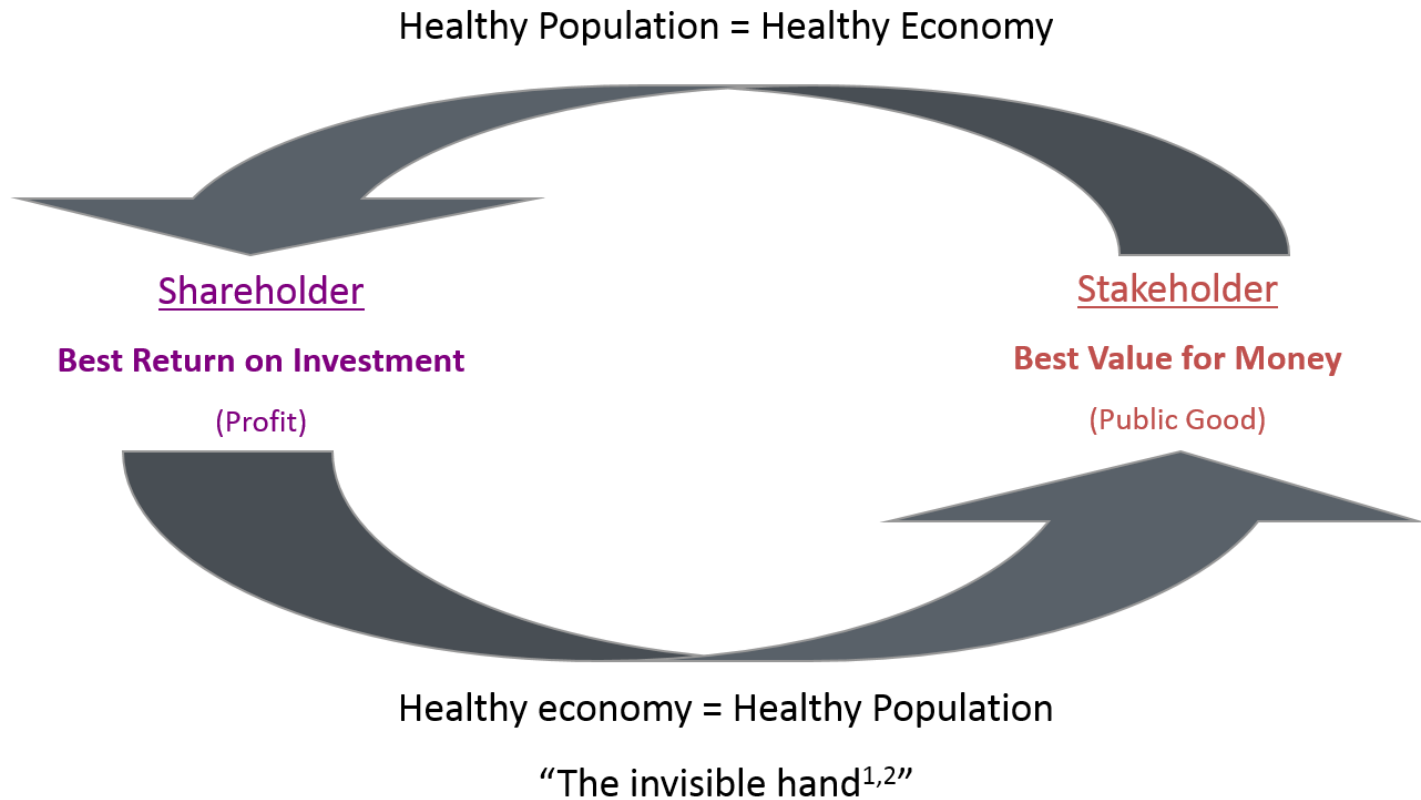 Healthy Population = Healthy Economy
Shareholder
Best Return on Investment
(Profit)
Stakeholder
Best Value for Money
(Public Good)
Healthy economy = Healthy Population
“The invisible hand1,2”